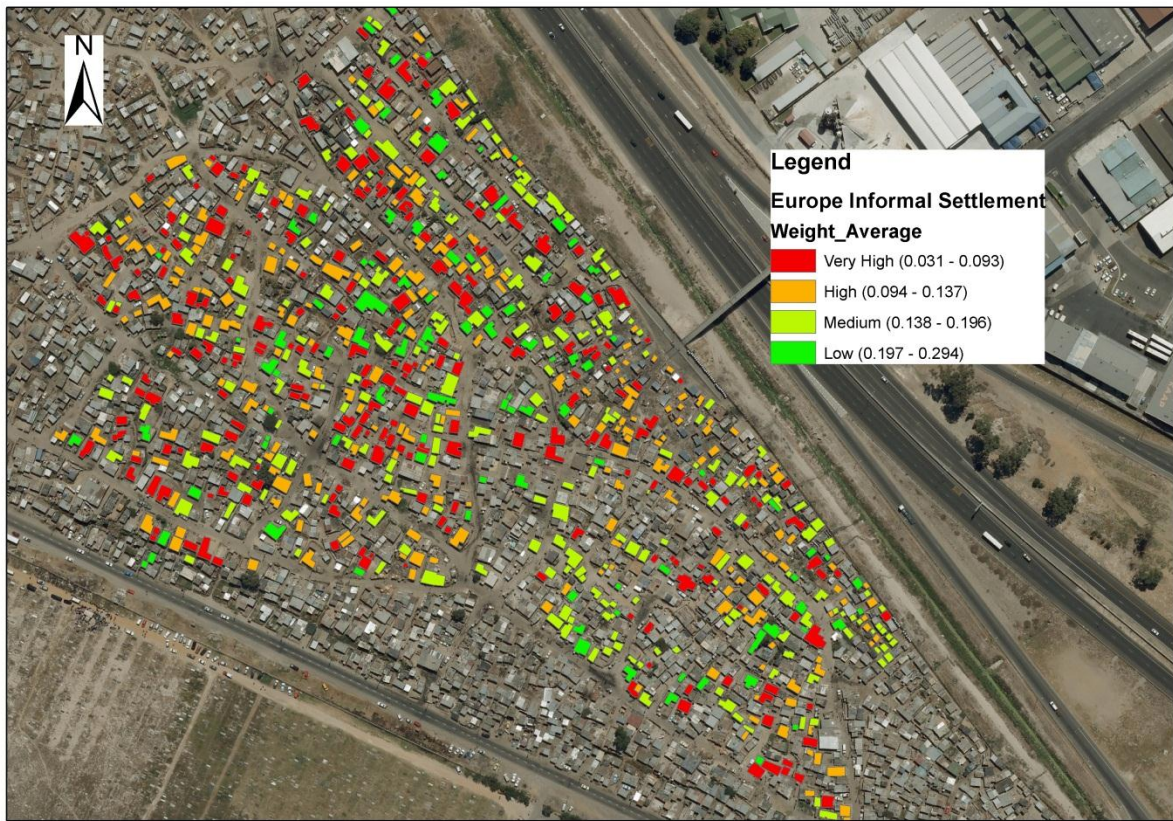 N
Legend
Europe Informal Settlement
Weight_Average
Very High (0.031 - 0.093)
High (0.094 - 0.137)
Medium (0.138 - 0.196)
Low (0.197 - 0.294)